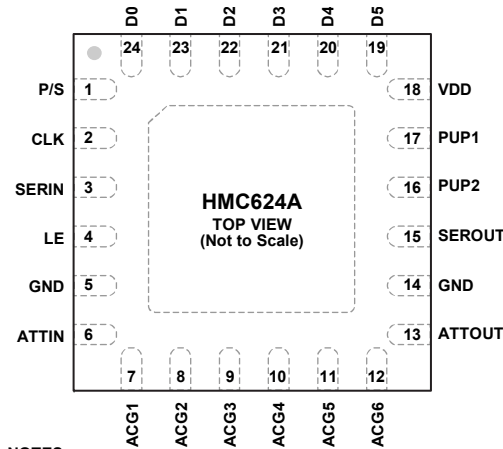 D0 D1 D2 D3 D4 D5
24 23 22 21 20 19
P/S 1 18 VDD
CLK 2 17 PUP1
SERIN 3 16 PUP2
HMC624A
TOP VIEW
(Not to Scale)
LE 4 15 SEROUT
GND 5 14 GND
ATTIN 6 13 ATTOUT
7 8 9 10 11 12
ACG1 ACG2 ACG3 ACG4 ACG5 ACG6